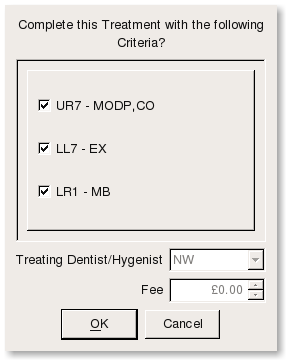 Complete this Treatment with the following
Criteria?
UR7 - MODP,CO
LL7 - EX
LR1 - MB
Treating Dentist/Hygenist NW
Fee £0.00
OK Cancel